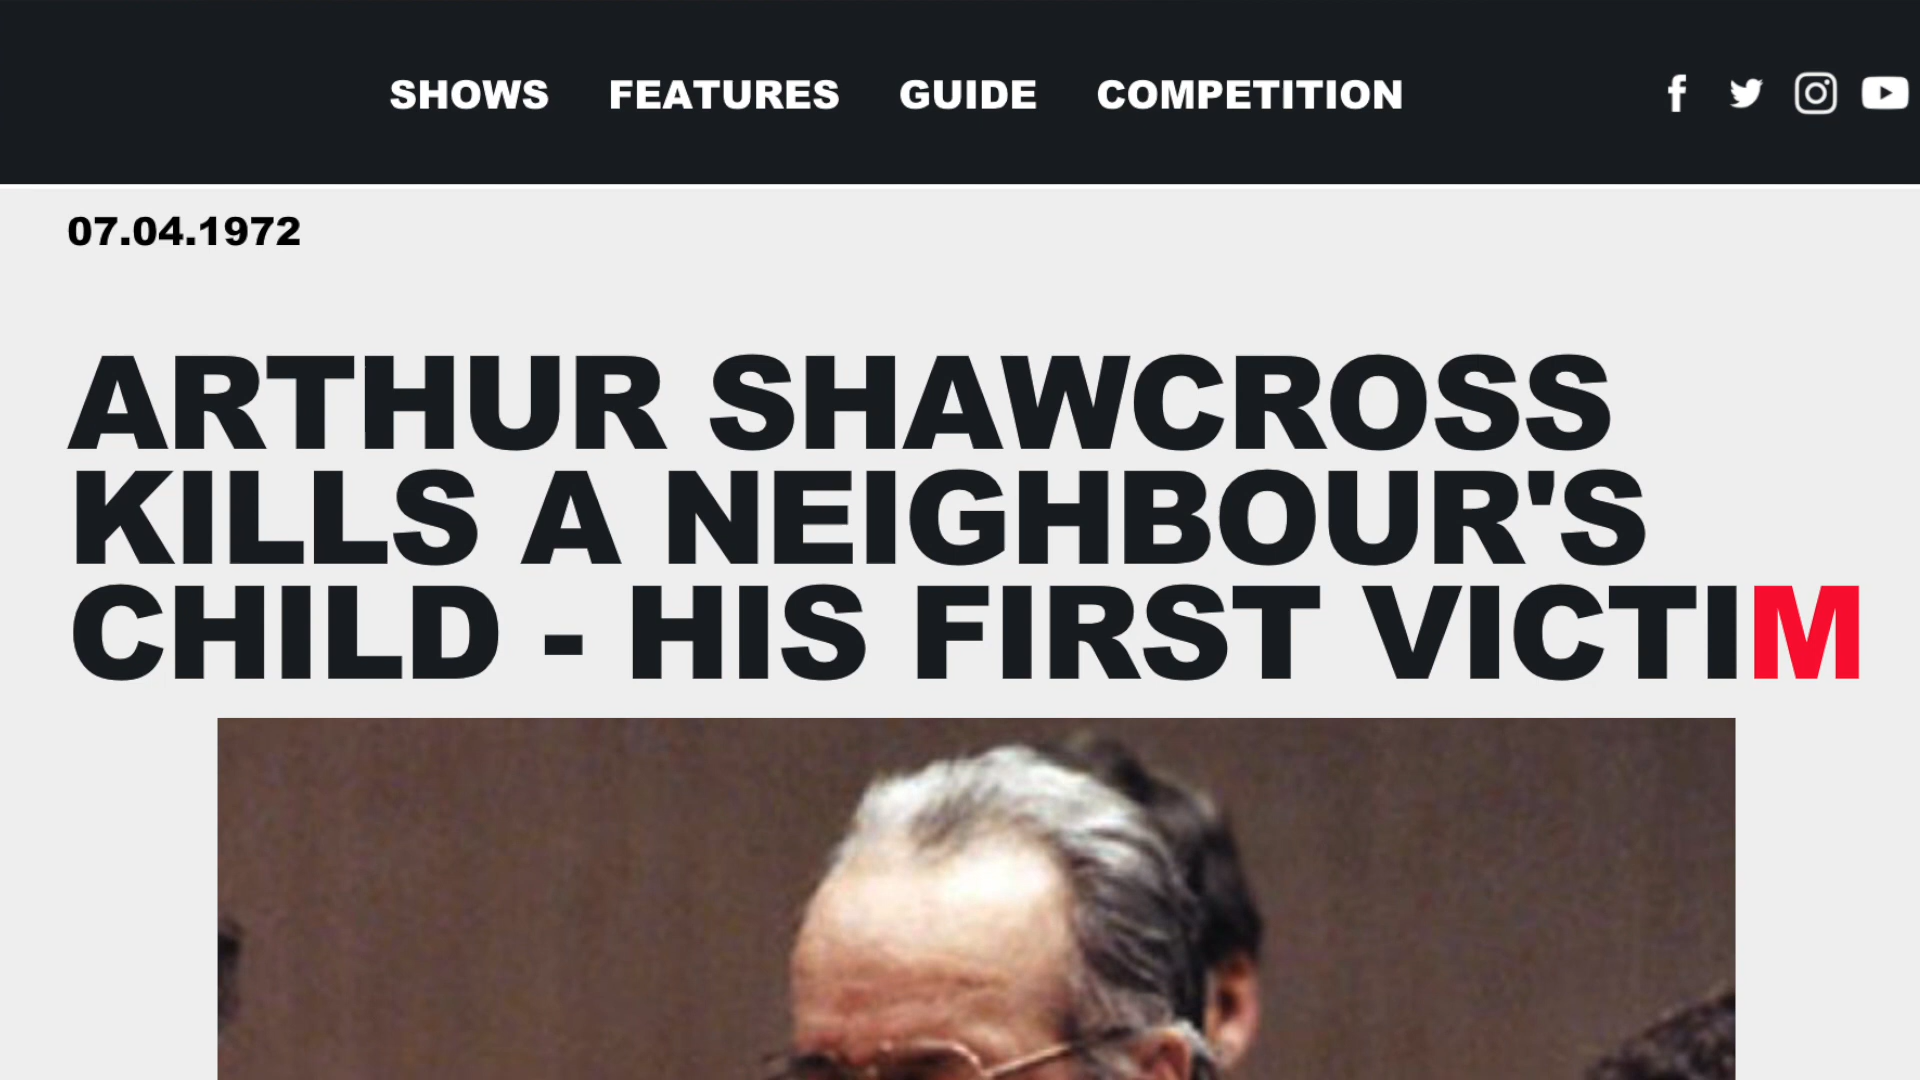 SHOWS FEATURES GUIDE COMPETITION
07.04.1972
ARTHUR SHAWCROSS
KILLS A NEIGHBOUR'S
CHILD - HIS FIRST VICTIM